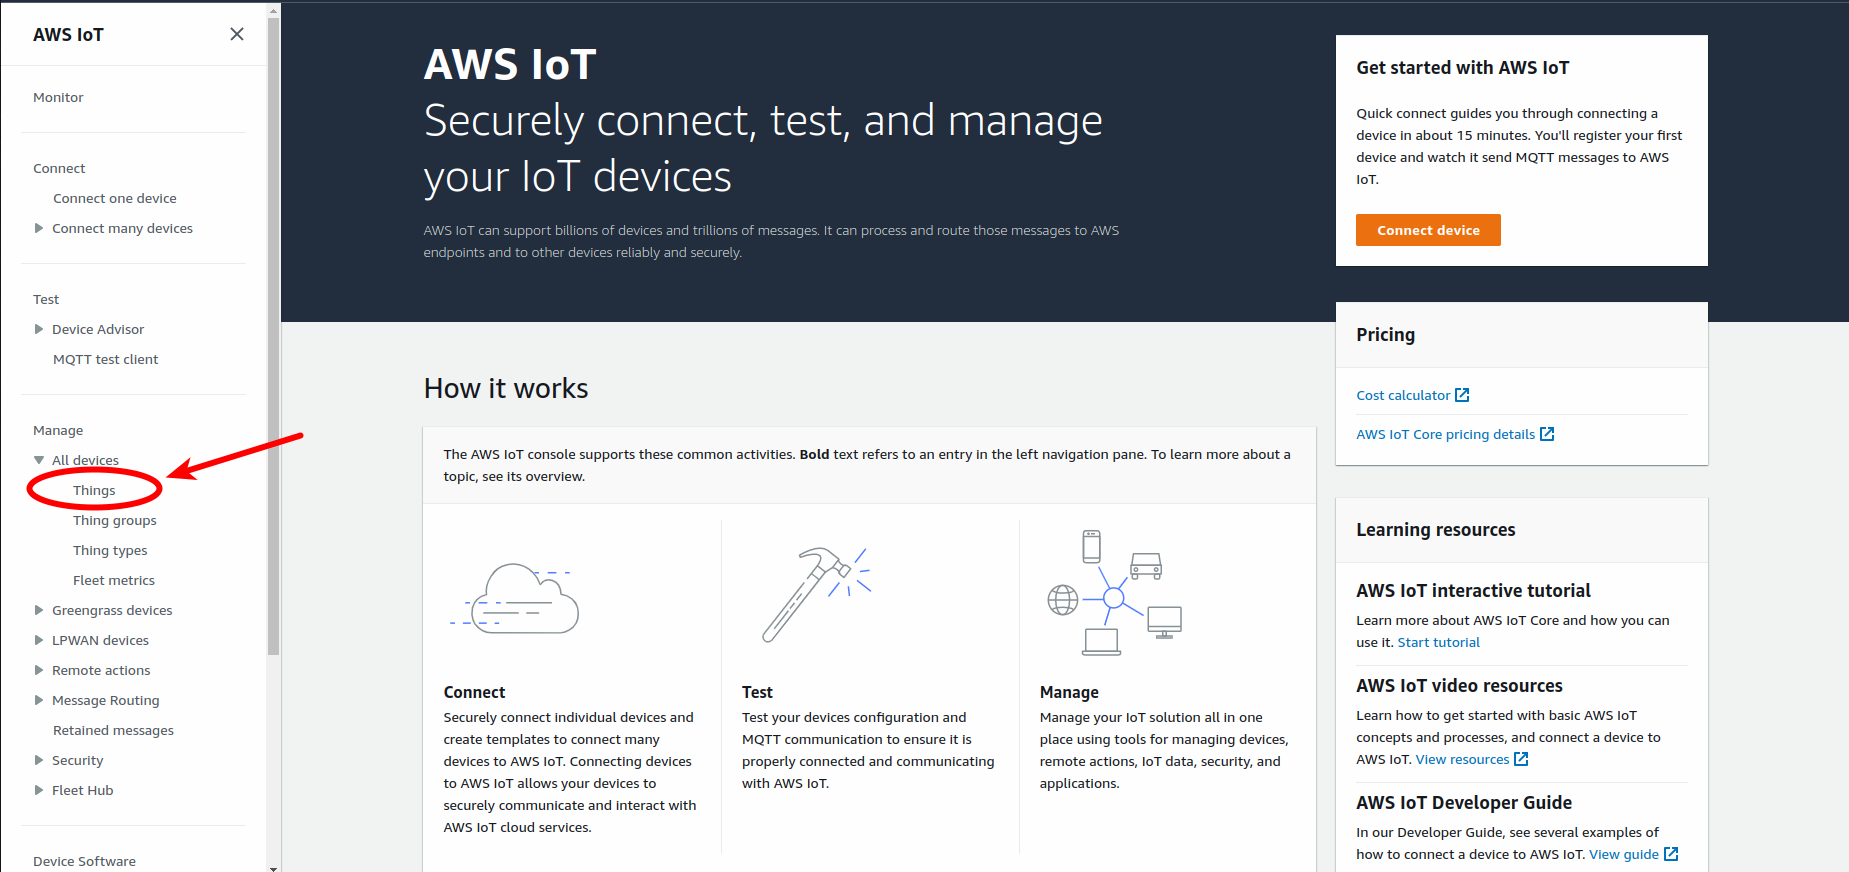 AWS IoT
Monitor
Connect
Connect one device
Connect many devices
Test
Device Advisor
MQTT test client
Manage
All devices
Things
Thing groups
Thing types
Fleet metrics
Greengrass devices
LPWAN devices
Remote actions
Message Routing
Retained messages
Security
Fleet Hub
Device Software
AWS IoT
Securely connect, test, and manage
your IoT devices
AWS IoT can support billions of devices and trillions of messages. It can process and route those messages to AWS
endpoints and to other devices reliably and securely.
How it works
The AWS IoT console supports these common activities. Bold text refers to an entry in the left navigation pane. To learn more about a
topic, see its overview.
Connect
Securely connect individual devices and
create templates to connect many
devices to AWS IoT. Connecting devices
to AWS IoT allows your devices to
securely communicate and interact with
AWS IoT cloud services.
Test
Test your devices configuration and
MQTT communication to ensure it is
properly connected and communicating
with AWS IoT.
Manage
Manage your IoT solution all in one
place using tools for managing devices,
remote actions, IoT data, security, and
applications.
Get started with AWS IoT
Quick connect guides you through connecting a
device in about 15 minutes. You'll register your first
device and watch it send MQTT messages to AWS
IoT.
Connect device
Pricing
Cost calculator
AWS IoT Core pricing details
Learning resources
AWS IoT interactive tutorial
Learn more about AWS IoT Core and how you can
use it. Start tutorial
AWS IoT video resources
Learn how to get started with basic AWS IoT
concepts and processes, and connect a device to
AWS IoT. View resources
AWS IoT Developer Guide
In our Developer Guide, see several examples of
how to connect a device to AWS IoT. View guide